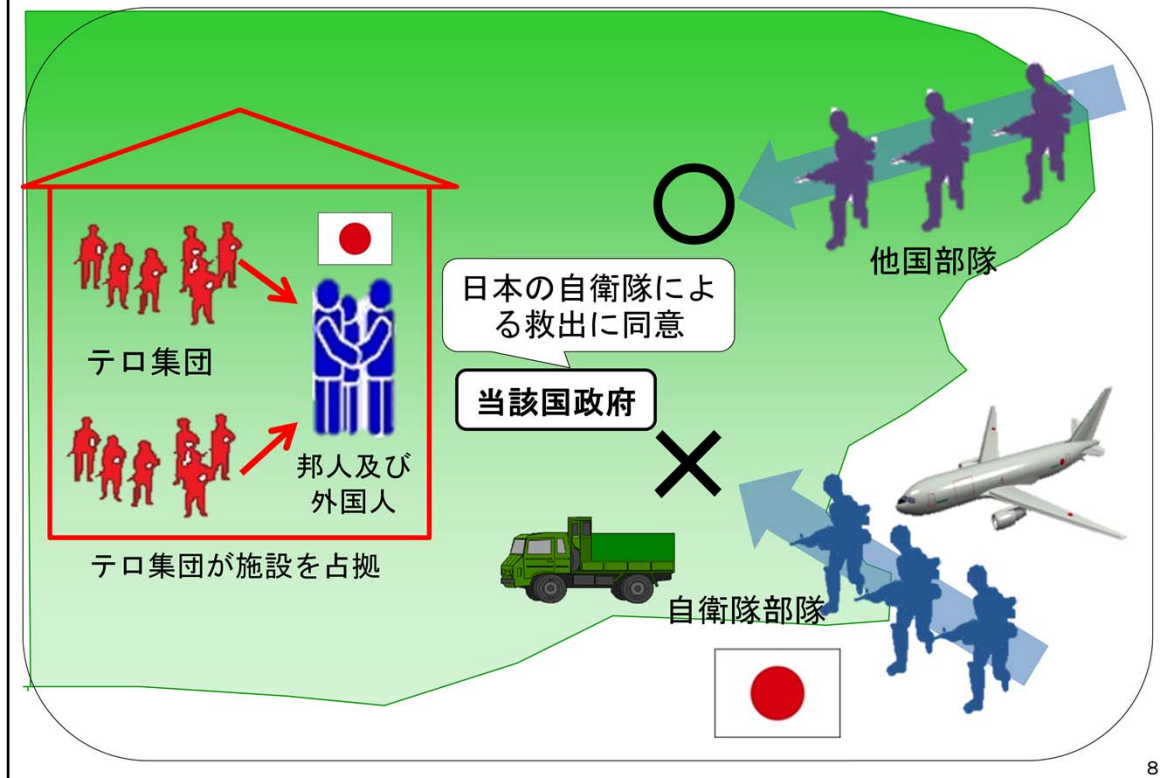 他国部隊
日本の自衛隊によ
る救出に同意
当該国政府
テロ集団
邦人及び
外国人
テロ集団が施設を占拠
自衛隊部隊
8